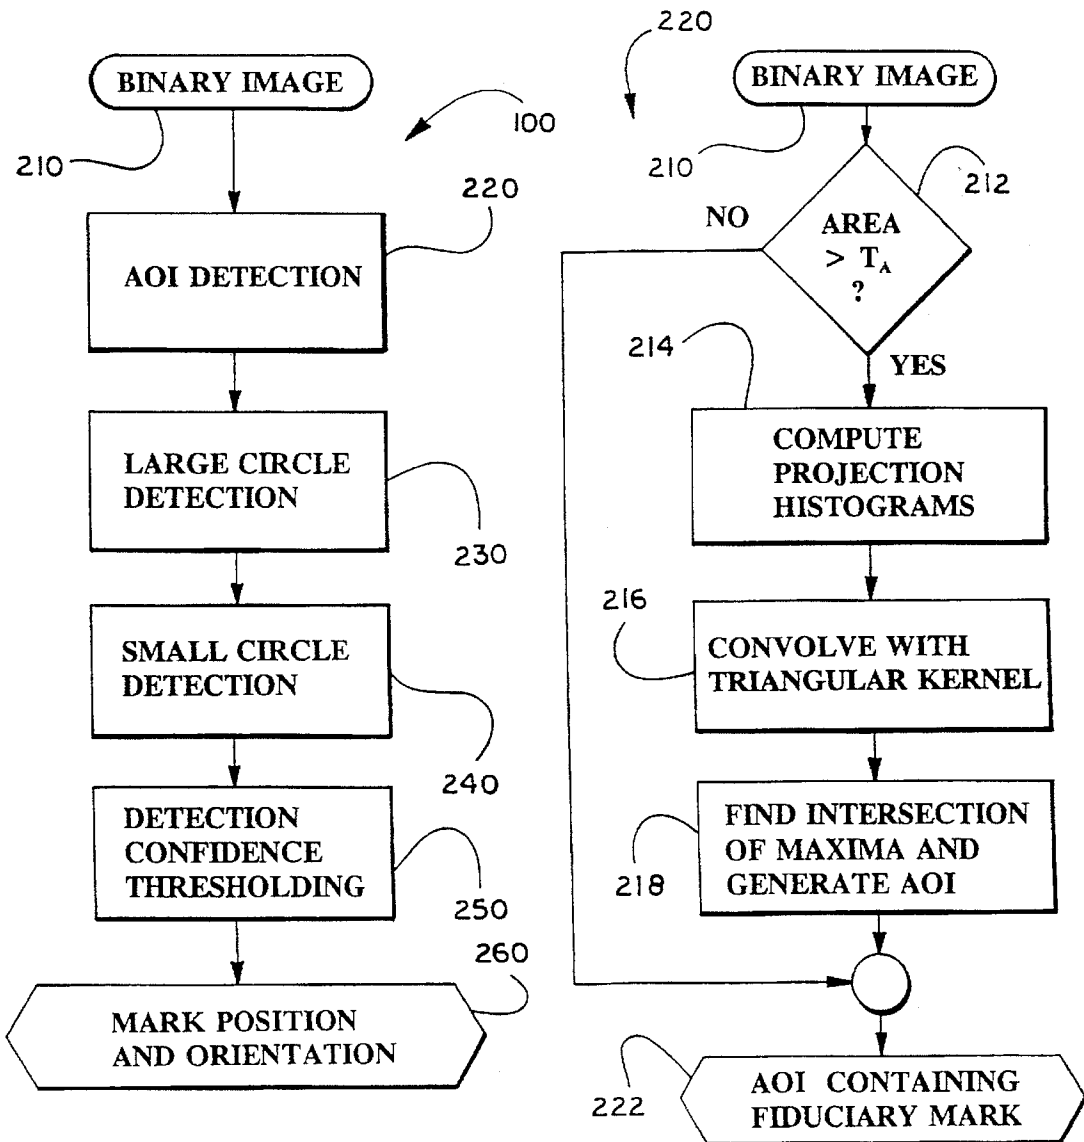 BINARY IMAGE
210
100
220
AOI DETECTION
LARGE CIRCLE
DETECTION
230
SMALL CIRCLE
DETECTION
240
DETECTION
CONFIDENCE
THRESHOLDING
250
260
MARK POSITION
AND ORIENTATION
220
BINARY IMAGE
210
212
NO
AREA
> T_A
?
YES
214
COMPUTE
PROJECTION
HISTOGRAMS
216
CONVOLVE WITH
TRIANGULAR KERNEL
FIND INTERSECTION
OF MAXIMA AND
GENERATE AOI
218
AOI CONTAINING
FIDUCIARY MARK
222